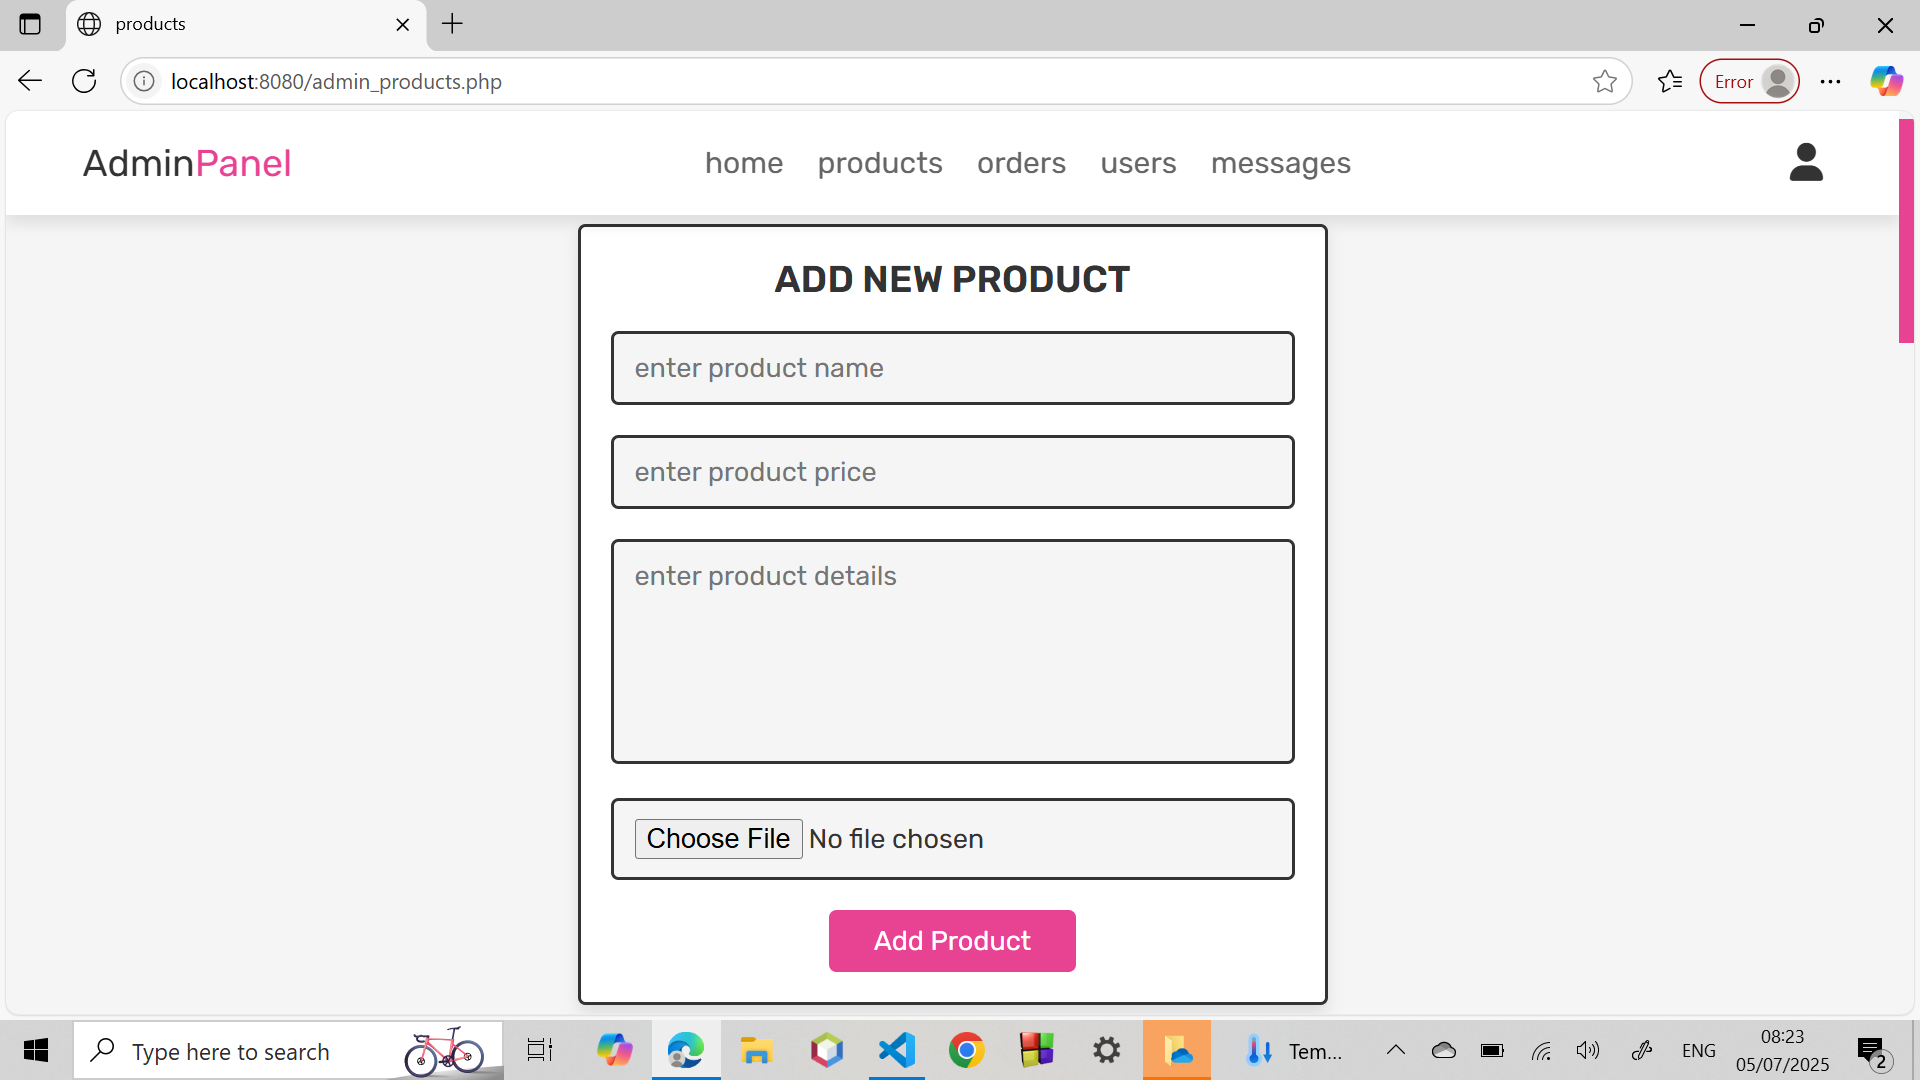 products
localhost:8080/admin_products.php
Error
AdminPanel
home products orders users messages
ADD NEW PRODUCT
enter product name
enter product price
enter product details
Choose File No file chosen
Add Product
Type here to search
Tem...
ENG
08:23
05/07/2025
2